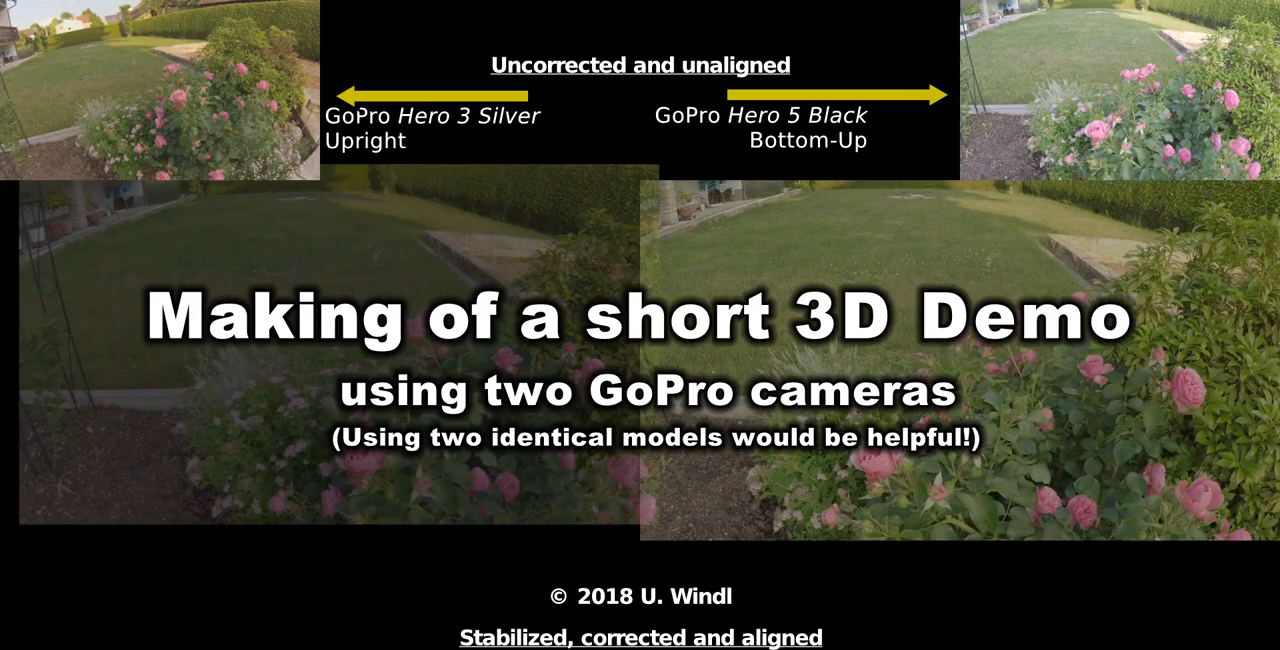 Uncorrected and unaligned
GoPro Hero 3 Silver
Upright
GoPro Hero 5 Black
Bottom-Up
Making of a short 3D Demo
using two GoPro cameras
(Using two identical models would be helpful!)
© 2018 U. Windl
Stabilized, corrected and aligned